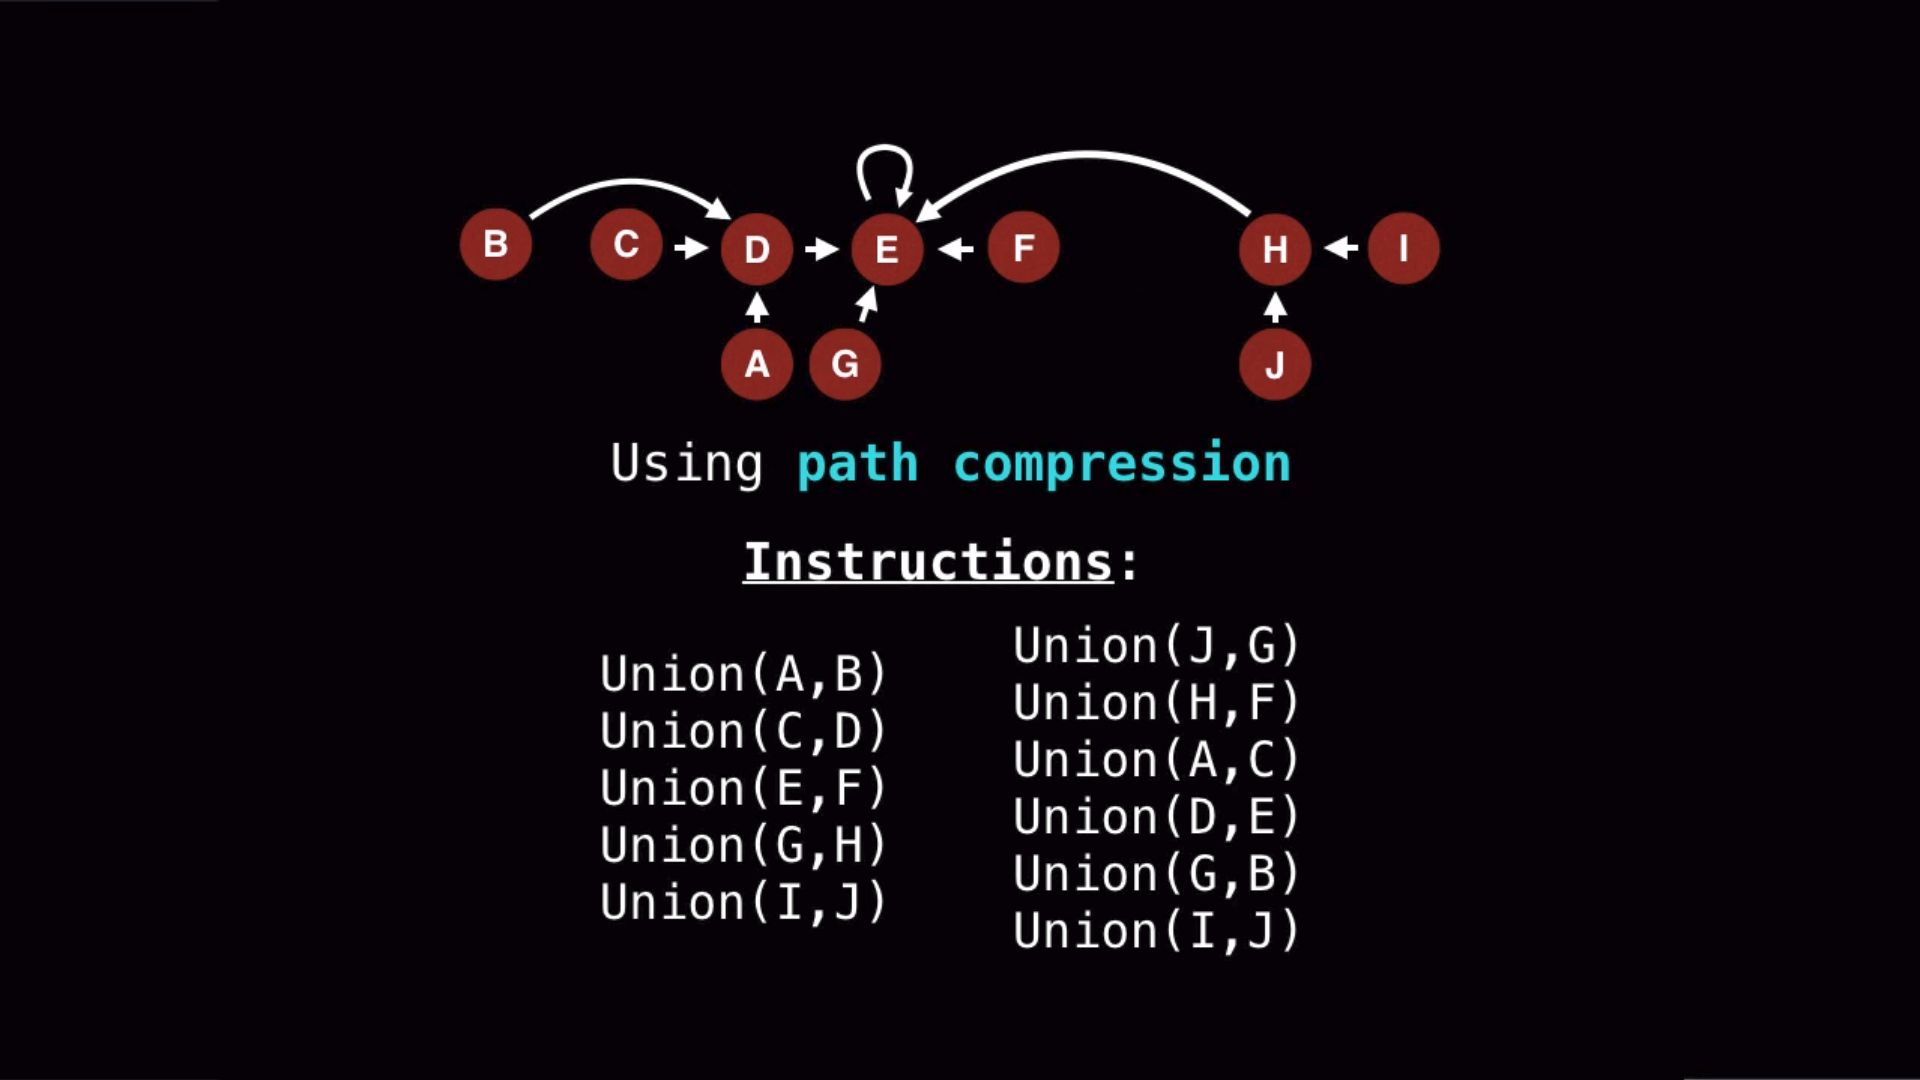 B C D E F H I
A G J
Using path compression
Instructions:
Union(A,B)
Union(C,D)
Union(E,F)
Union(G,H)
Union(I,J)
Union(J,G)
Union(H,F)
Union(A,C)
Union(D,E)
Union(G,B)
Union(I,J)